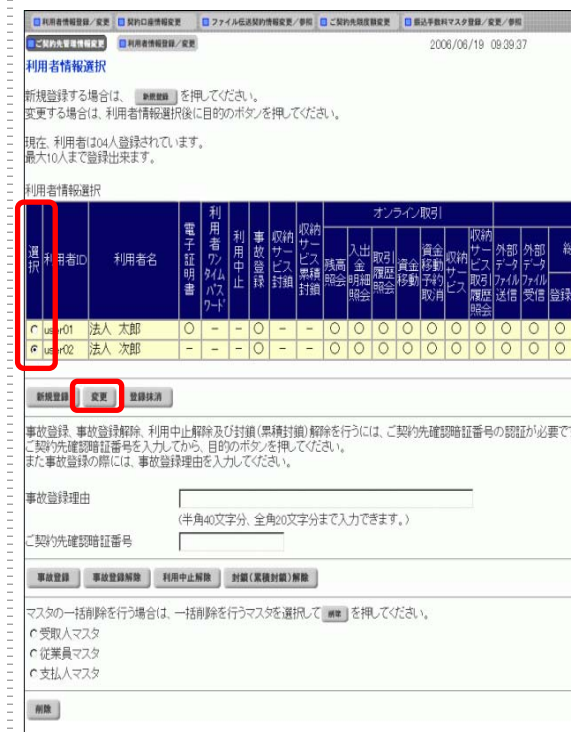 利用者情報登録／変更 契約口座情報変更 ファイル伝送契約情報変更／参照 ご契約先限度額変更 振込手数料マスタ登録／変更／参照
ご契約先管理情報変更 利用者情報登録／変更 2006/06/19 09:39:37
利用者情報選択
新規登録する場合は、 新規登録 を押してください。
変更する場合は、利用者情報選択後に目的のボタンを押してください。
現在、利用者は04人登録されています。
最大10人まで登録出来ます。
利用者情報選択
選択 利用者ID 利用者名 電子証明書 利用者ワンタイムパスワード 利用中止 事故登録 収納サービス封鎖 収納サービス累積封鎖 オンライン取引
残高照会 入出金明細照会 取引履歴照会 資金移動 資金移動予約取消 収納サービス 収納サービス取引履歴照会 外部データファイル送信 外部データファイル受信 総 登録
user01 法人 太郎 ○ － － ○ － － ○ ○ ○ ○ ○ ○ ○ ○ ○ ○
user02 法人 次郎 － － － ○ － － ○ ○ ○ ○ ○ ○ ○ ○ ○ ○
新規登録 変更 登録抹消
事故登録、事故登録解除、利用中止解除及び封鎖（累積封鎖）解除を行うには、ご契約先確認暗証番号の認証が必要で
ご契約先確認暗証番号を入力してから、目的のボタンを押してください。
また事故登録の際には、事故登録理由を入力してください。
事故登録理由
（半角40文字分、全角20文字分まで入力できます。）
ご契約先確認暗証番号
事故登録 事故登録解除 利用中止解除 封鎖（累積封鎖）解除
マスタの一括削除を行う場合は、一括削除を行うマスタを選択して 削除 を押してください。
受取人マスタ
従業員マスタ
支払人マスタ
削除